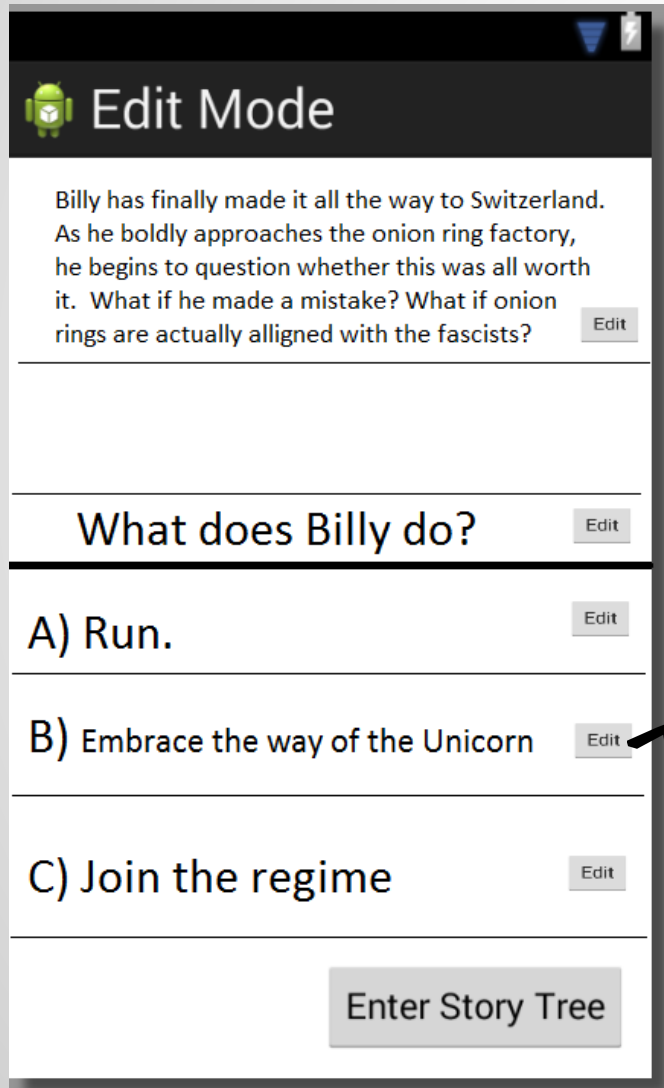 Edit Mode
Billy has finally made it all the way to Switzerland.
As he boldly approaches the onion ring factory,
he begins to question whether this was all worth
it.  What if he made a mistake? What if onion
rings are actually alligned with the fascists?
Edit
What does Billy do?
Edit
A) Run.
Edit
B) Embrace the way of the Unicorn
Edit
C) Join the regime
Edit
Enter Story Tree